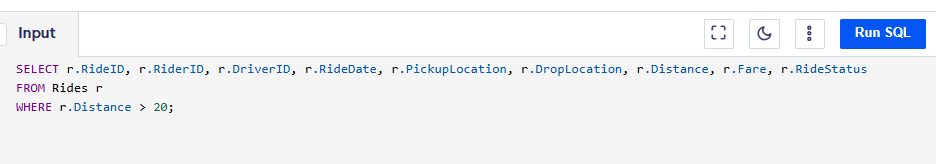 Input
Run SQL
SELECT r.RideID, r.RiderID, r.DriverID, r.RideDate, r.PickupLocation, r.DropLocation, r.Distance, r.Fare, r.RideStatus
FROM Rides r
WHERE r.Distance > 20;